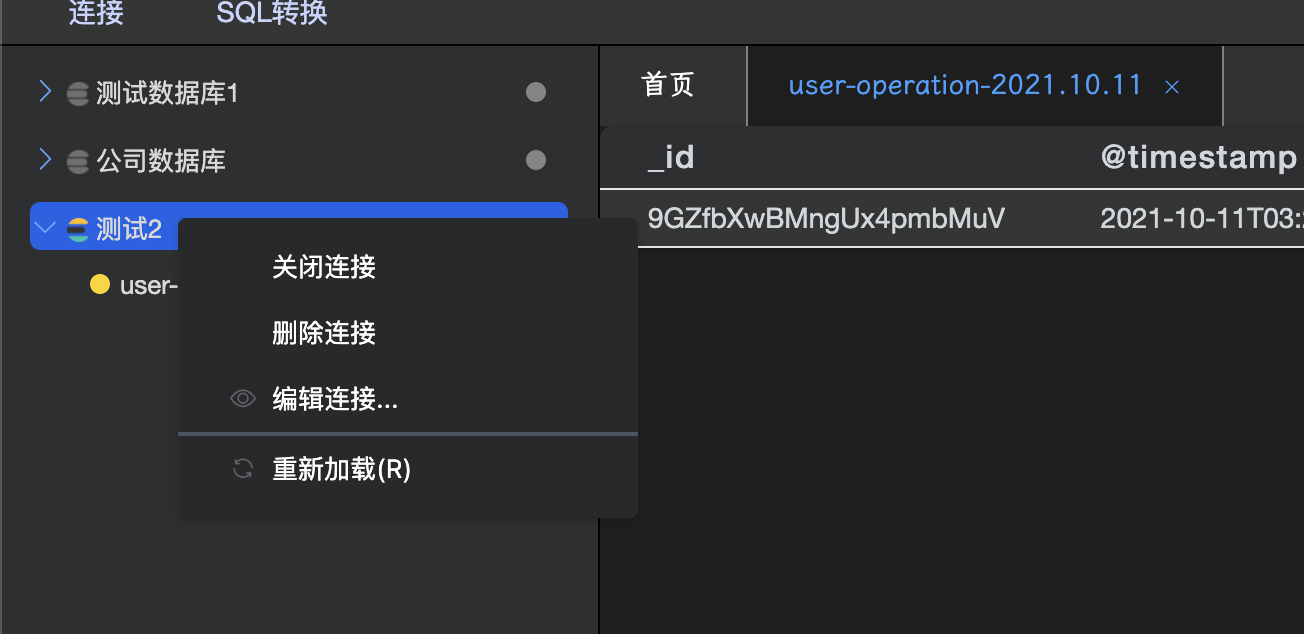 连接 SQL转换
测试数据库1
公司数据库
测试2
user-
关闭连接
删除连接
编辑连接...
重新加载(R)
首页 user-operation-2021.10.11 ×
_id @timestamp
9GZfbXwBMngUx4pmbMuV 2021-10-11T03: